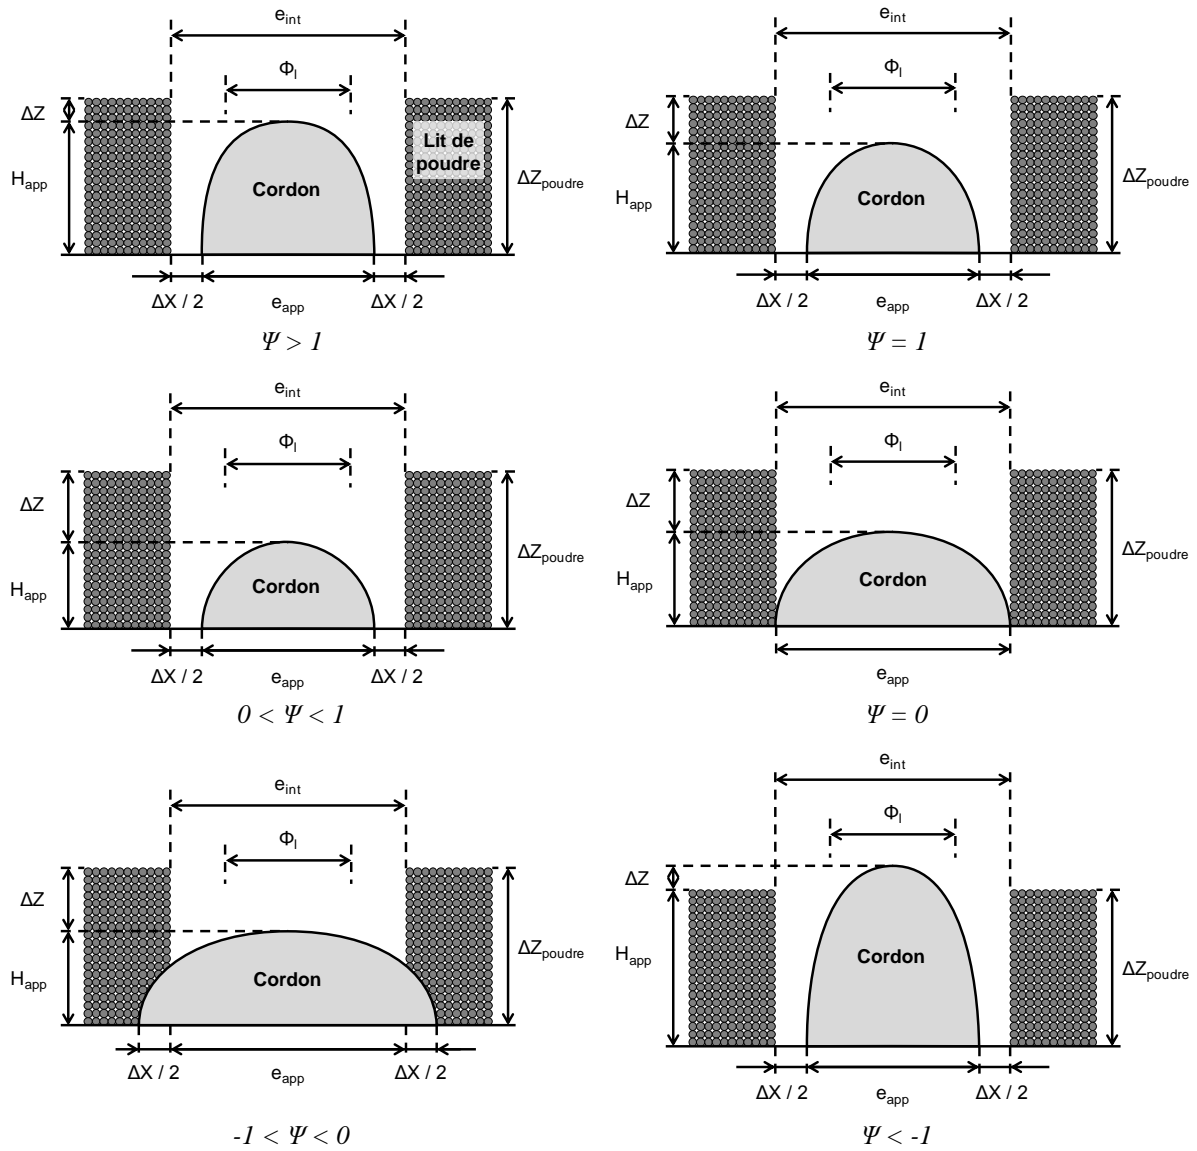 e_int
Φ_l
ΔZ
H_app
Lit de
poudre
Cordon
ΔZ_poudre
ΔX / 2
e_app
ΔX / 2
Ψ > 1
e_int
Φ_l
ΔZ
H_app
Cordon
ΔZ_poudre
ΔX / 2
e_app
ΔX / 2
Ψ = 1
e_int
Φ_l
ΔZ
H_app
Cordon
ΔZ_poudre
ΔX / 2
e_app
ΔX / 2
0 < Ψ < 1
e_int
Φ_l
ΔZ
H_app
Cordon
ΔZ_poudre
e_app
Ψ = 0
e_int
Φ_l
ΔZ
H_app
Cordon
ΔZ_poudre
ΔX / 2
e_app
ΔX / 2
-1 < Ψ < 0
e_int
Φ_l
ΔZ
H_app
Cordon
ΔZ_poudre
ΔX / 2
e_app
ΔX / 2
Ψ < -1